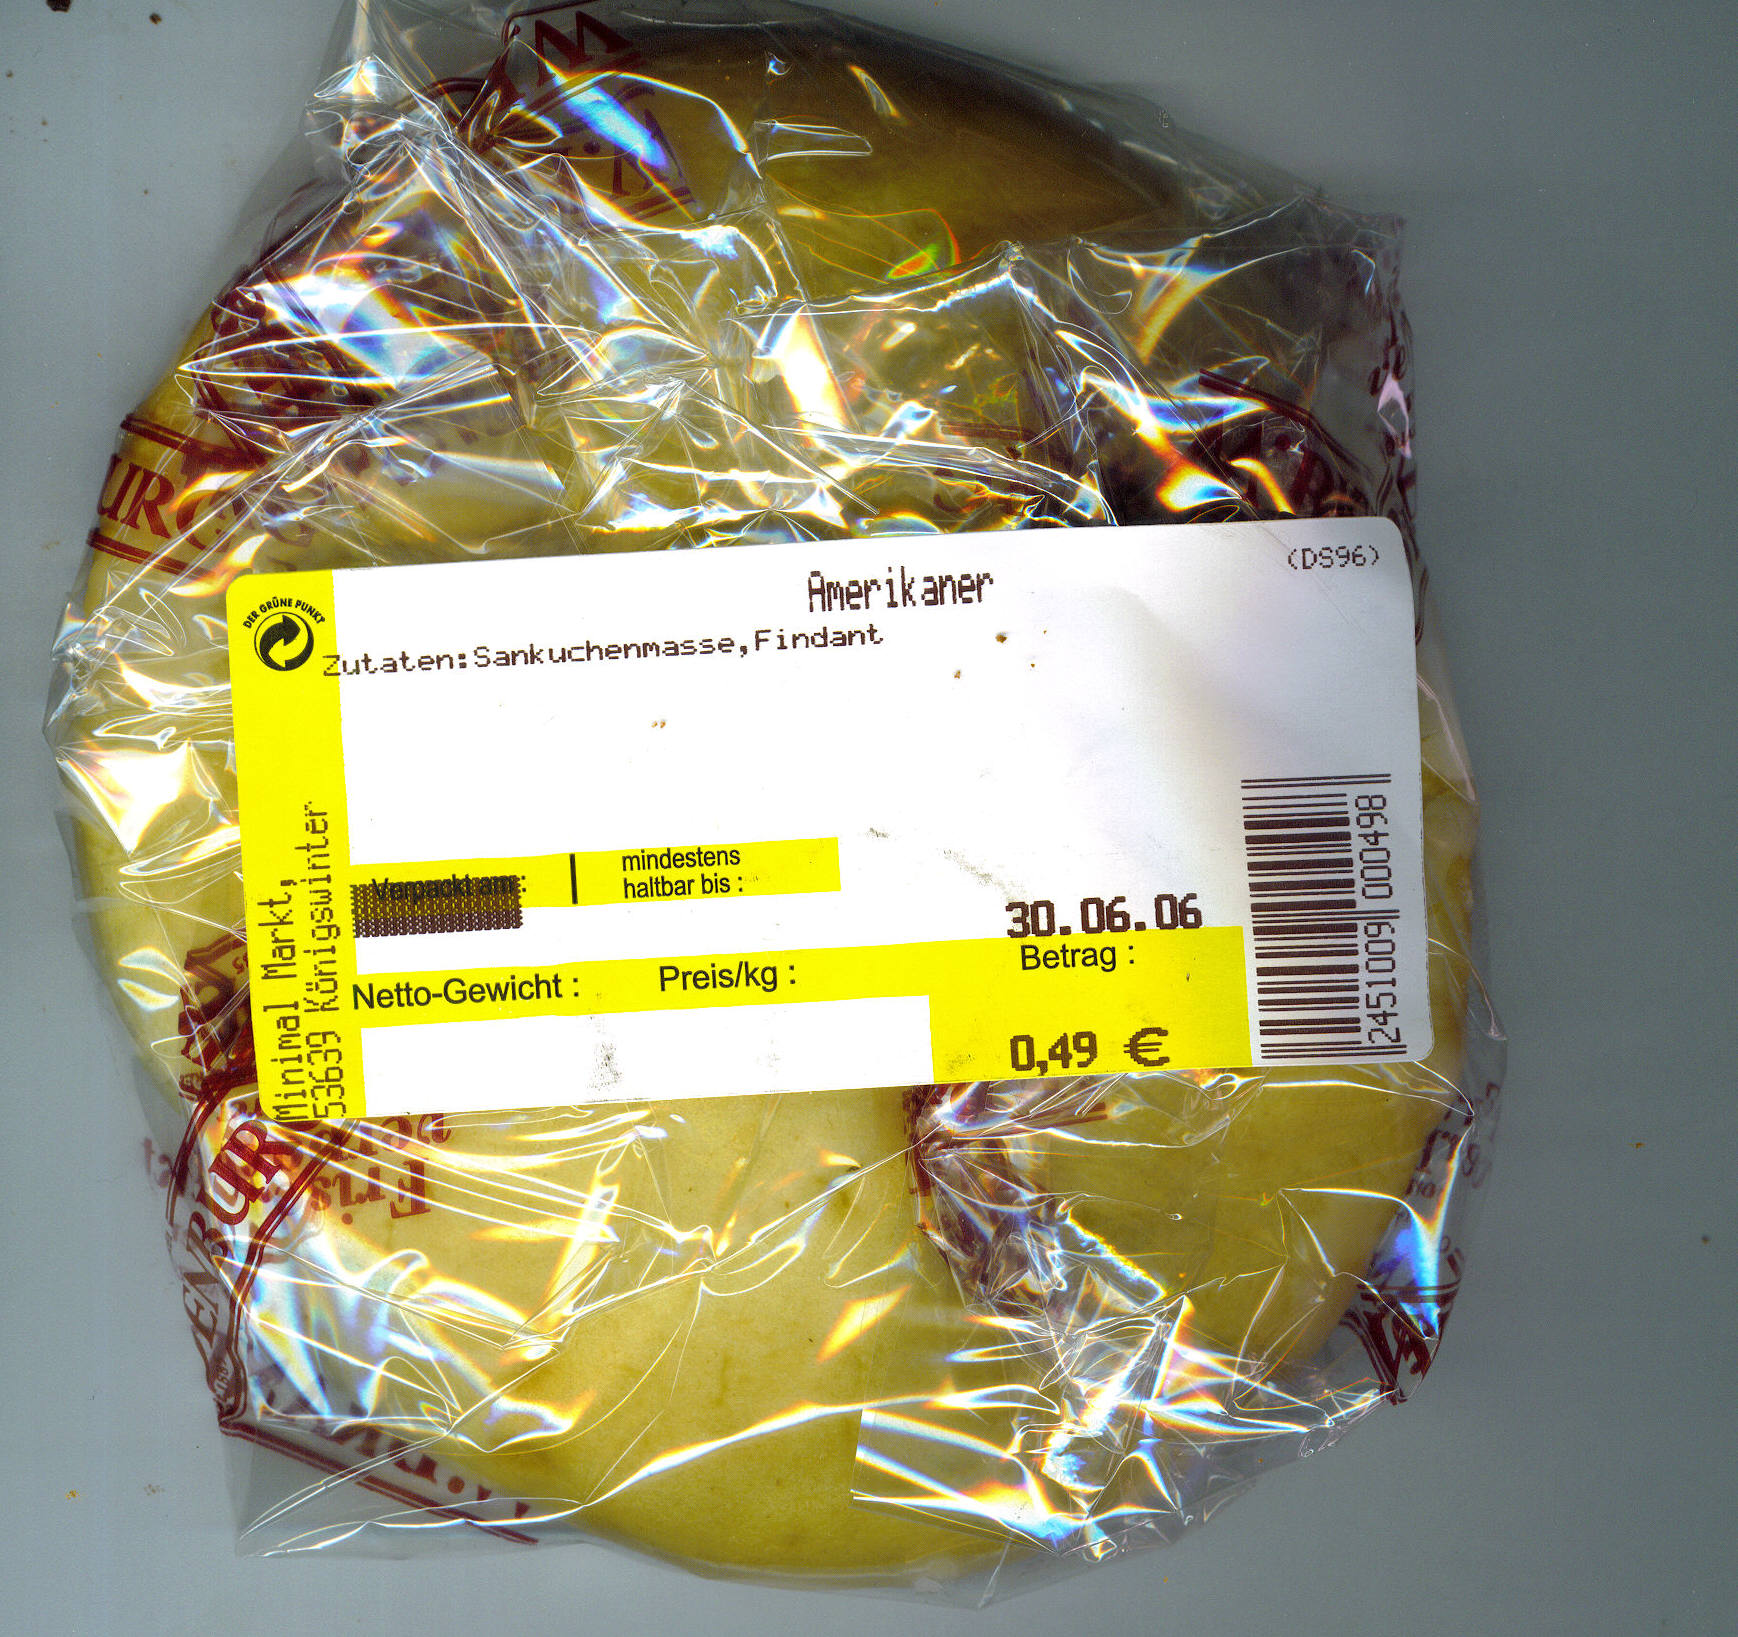 (DS96)
Amerikaner
DER GRÜNE PUNKT
Zutaten:Sankuchenmasse,Findant
Verpackt am :
mindestens
haltbar bis :
30.06.06
Netto-Gewicht :
Preis/kg :
Betrag :
0,49 €
Minimal Markt,
53639 Königswinter
2451009 000498